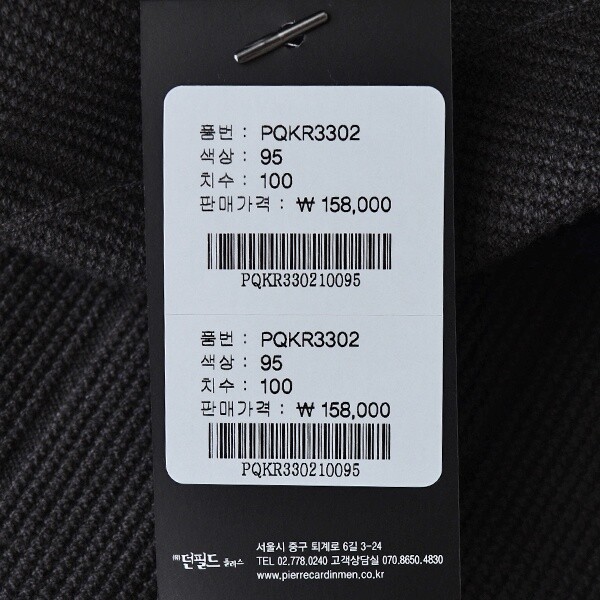 품번 : PQKR3302
색상 : 95
치수 : 100
판매가격 : ₩ 158,000
PQKR330210095
품번 : PQKR3302
색상 : 95
치수 : 100
판매가격 : ₩ 158,000
PQKR330210095
㈜던필드 플러스
서울시 중구 퇴계로 6길 3-24
TEL 02.778.0240 고객상담실 070.8650.4830
www.pierrecardinmen.co.kr